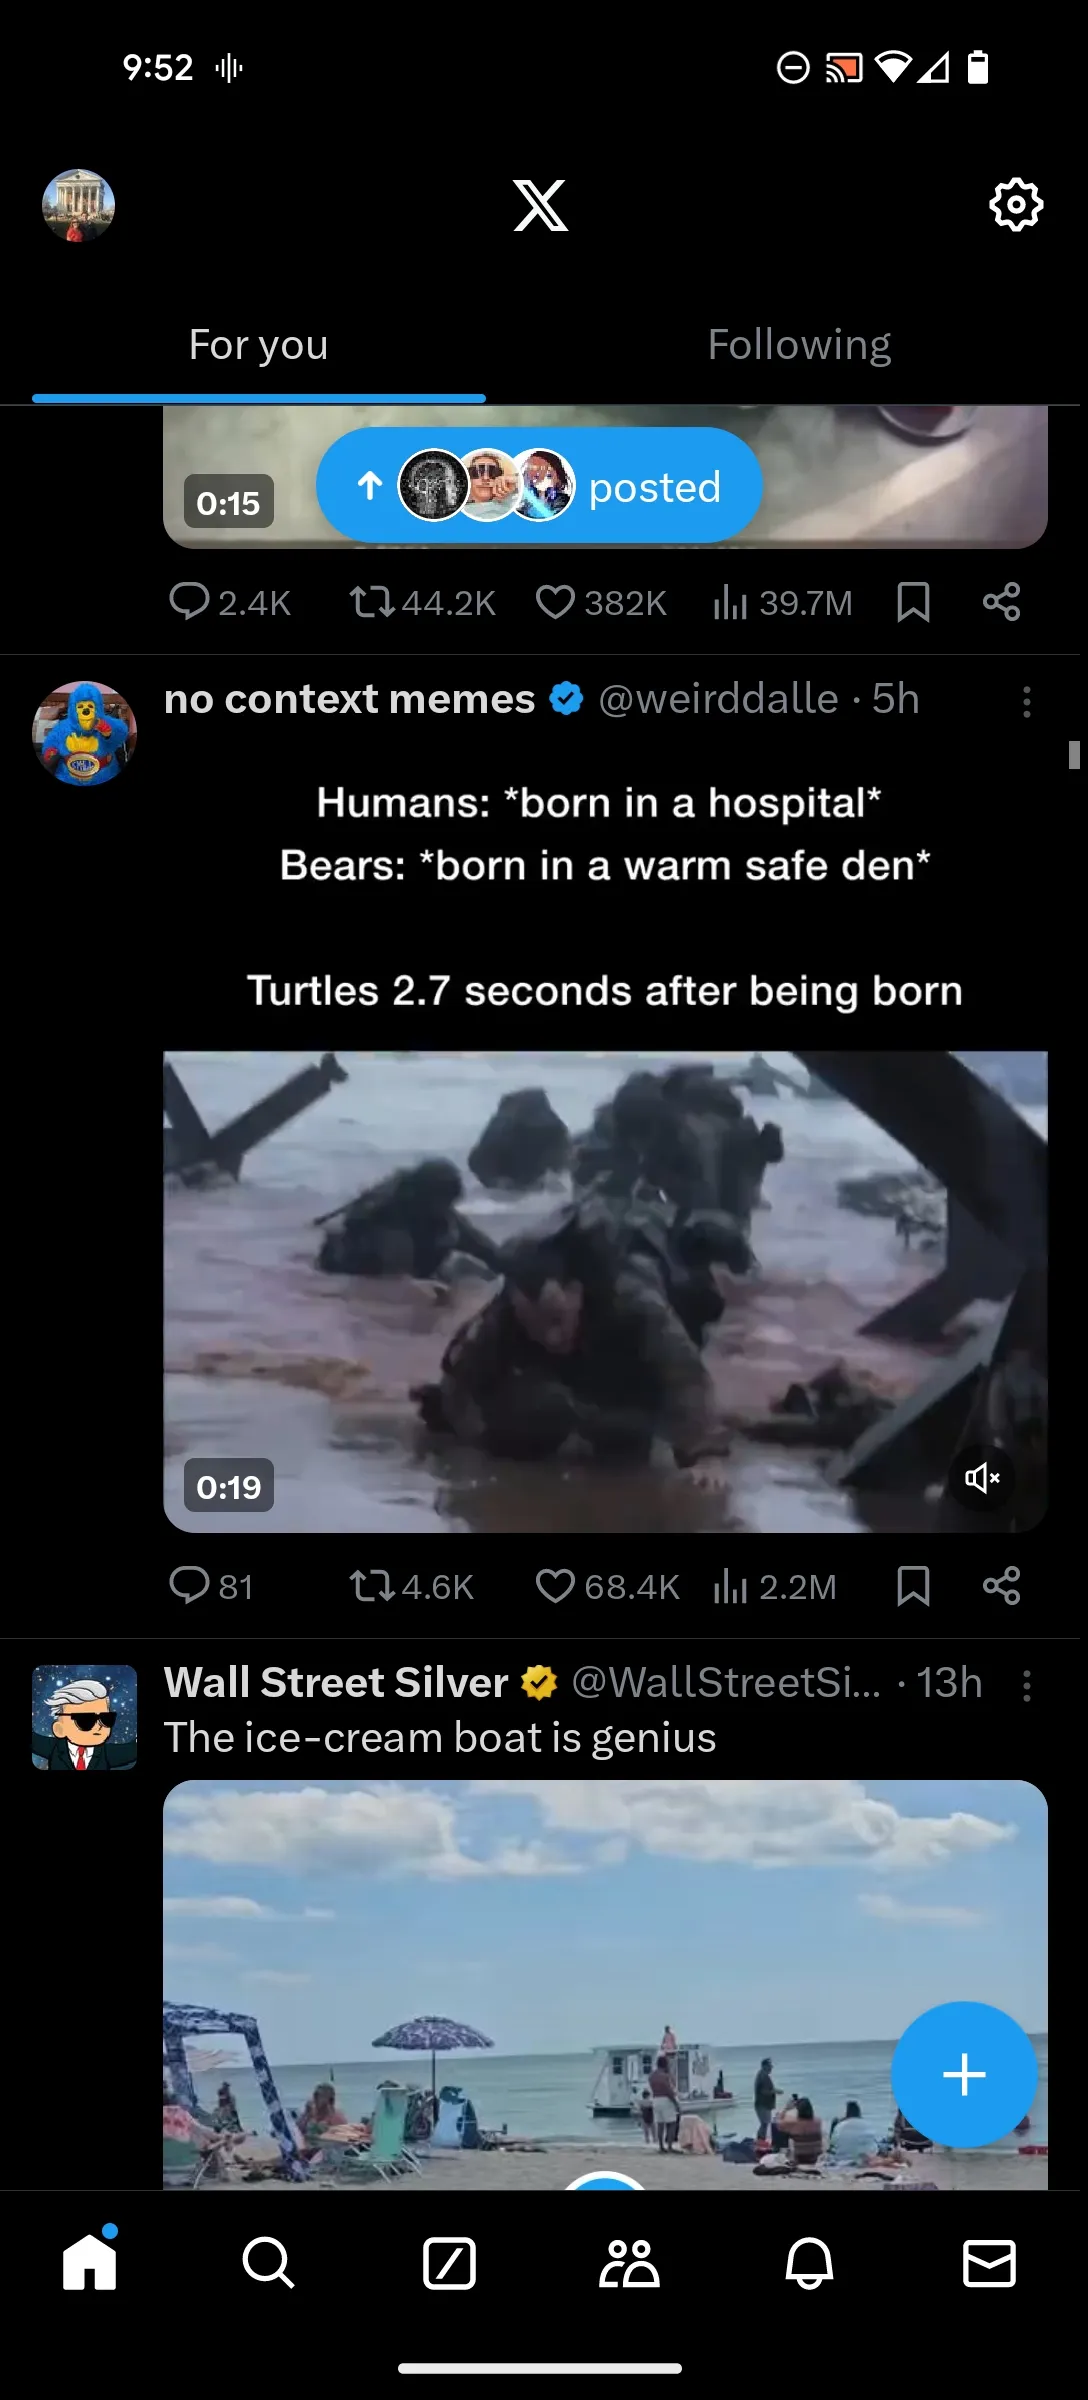 9:52
For you
Following
posted
0:15
2.4K
44.2K
382K
39.7M
no context memes @weirddalle · 5h
Humans: *born in a hospital*
Bears: *born in a warm safe den*
Turtles 2.7 seconds after being born
0:19
81
4.6K
68.4K
2.2M
Wall Street Silver @WallStreetSi... · 13h
The ice-cream boat is genius